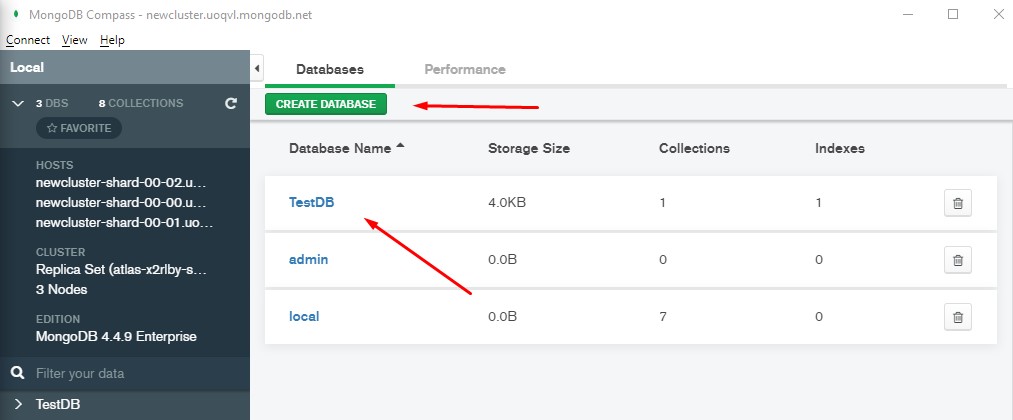 MongoDB Compass - newcluster.uoqvl.mongodb.net
Connect View Help
Local
3 DBS 8 COLLECTIONS
FAVORITE
HOSTS
newcluster-shard-00-02.u...
newcluster-shard-00-00.u...
newcluster-shard-00-01.uo...
CLUSTER
Replica Set (atlas-x2rlby-s...
3 Nodes
EDITION
MongoDB 4.4.9 Enterprise
Filter your data
TestDB
Databases Performance
CREATE DATABASE
Database Name Storage Size Collections Indexes
TestDB 4.0KB 1 1
admin 0.0B 0 0
local 0.0B 7 0